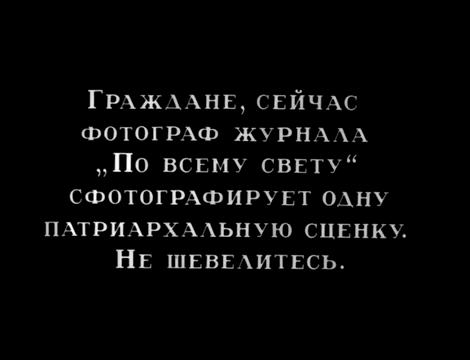 Граждане, сейчас
фотограф журнала
„По всему свету“
сфотографирует одну
патриархальную сценку.
Не шевелитесь.